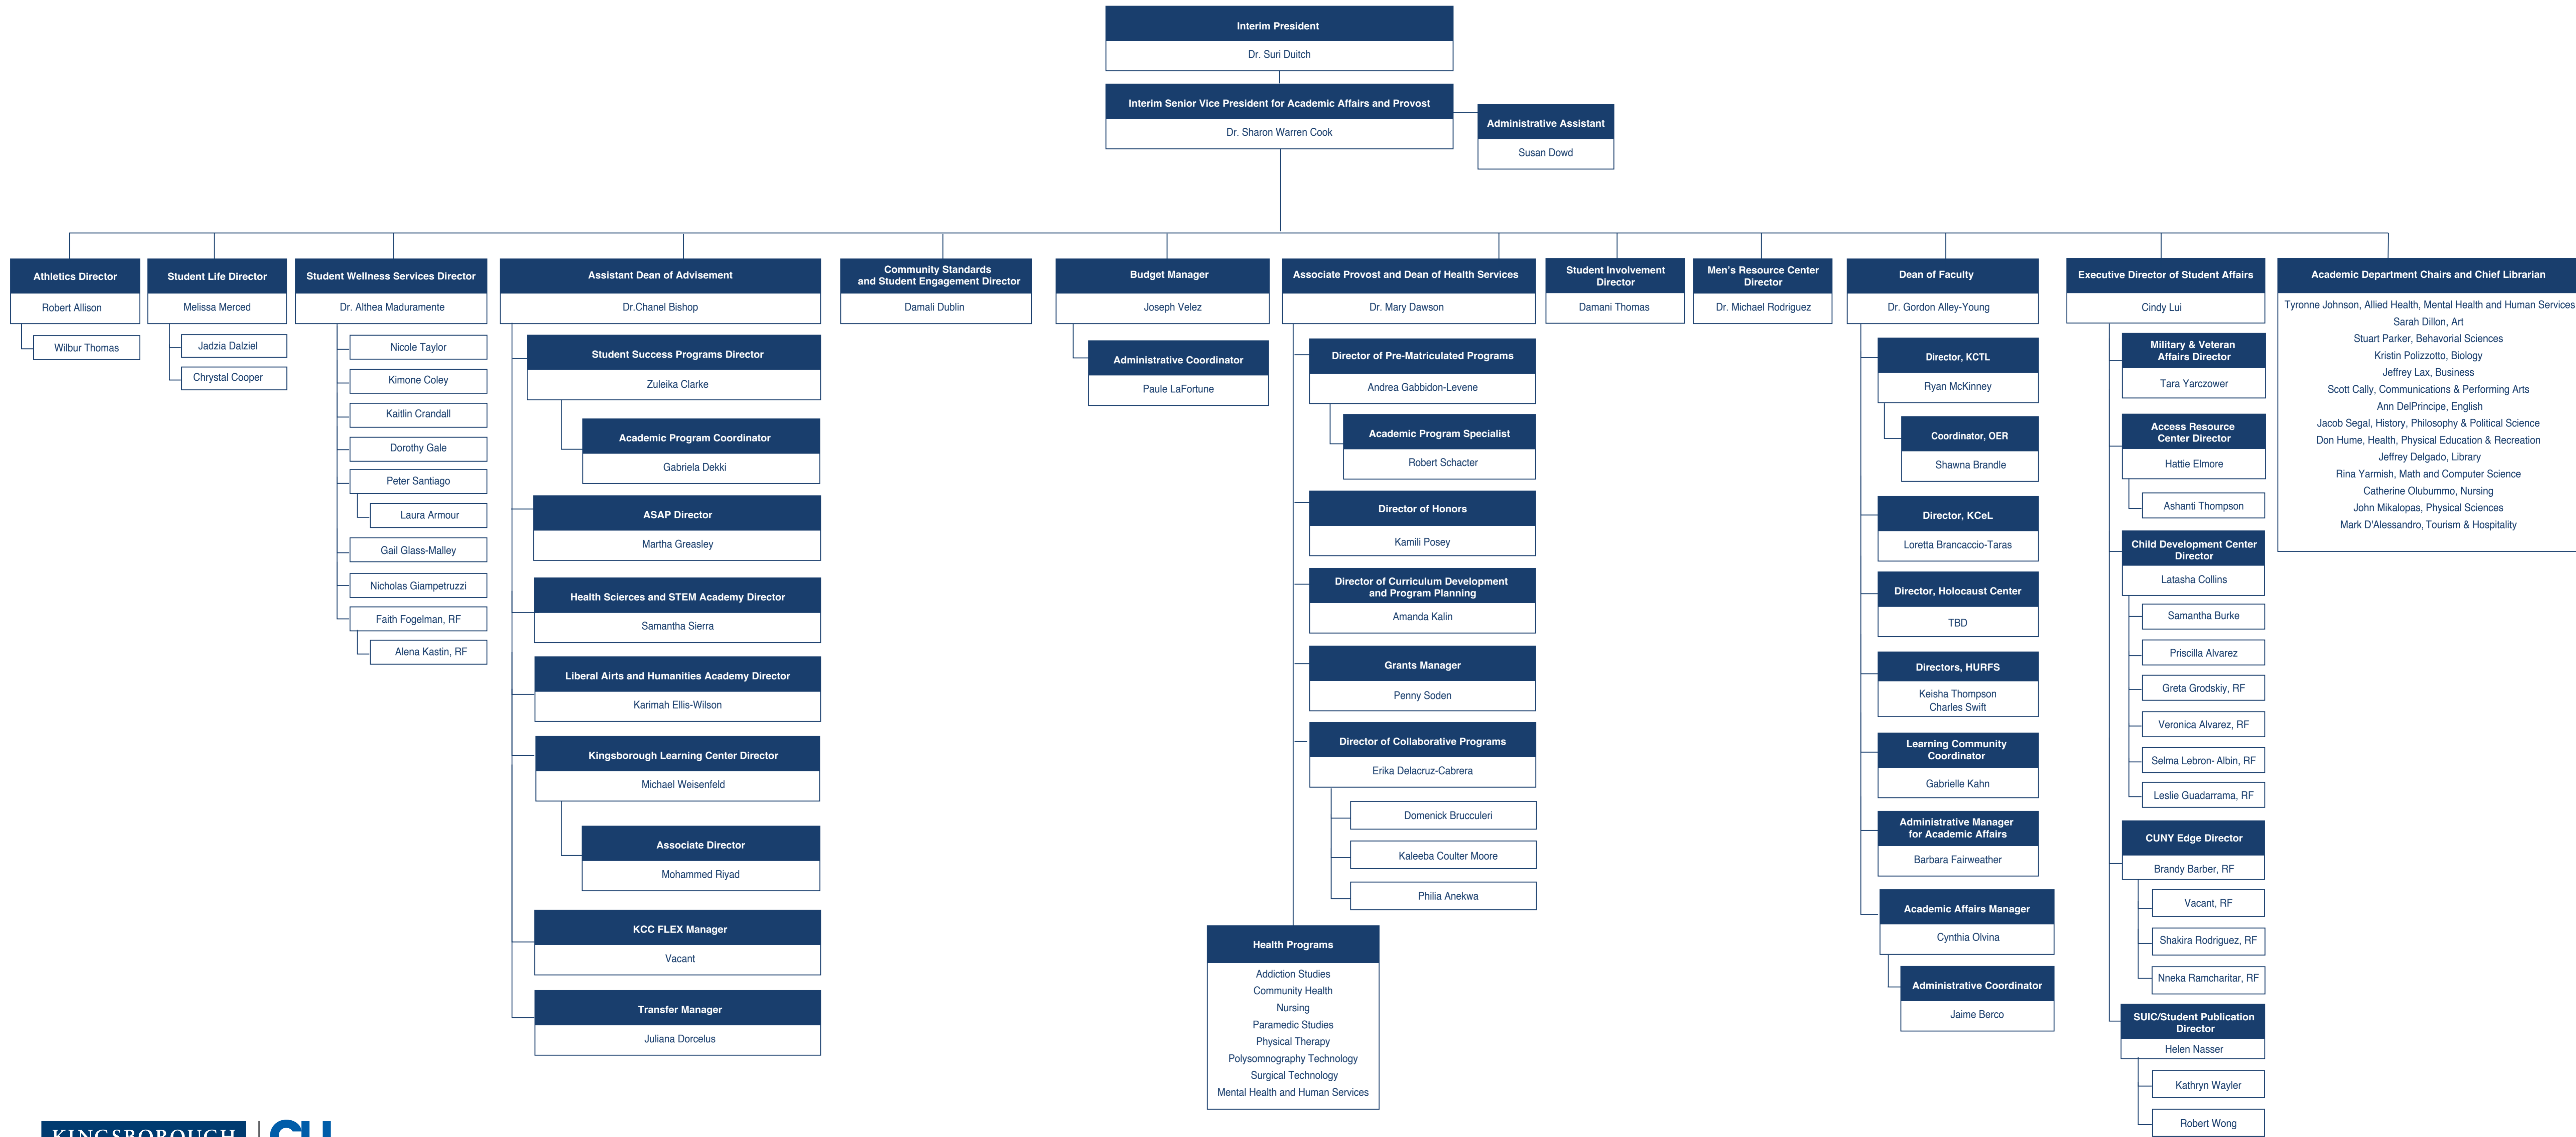 Interim President
Dr. Suri Duitch
Interim Senior Vice President for Academic Affairs and Provost
Dr. Sharon Warren Cook
Administrative Assistant
Susan Dowd
Athletics Director
Robert Allison
Wilbur Thomas
Student Life Director
Melissa Merced
Jadzia Dalziel
Chrystal Cooper
Student Wellness Services Director
Dr. Althea Maduramente
Nicole Taylor
Kimone Coley
Kaitlin Crandall
Dorothy Gale
Peter Santiago
Laura Armour
Gail Glass-Malley
Nicholas Giampetruzzi
Faith Fogelman, RF
Alena Kastin, RF
Assistant Dean of Advisement
Dr.Chanel Bishop
Student Success Programs Director
Zuleika Clarke
Academic Program Coordinator
Gabriela Dekki
ASAP Director
Martha Greasley
Health Scierces and STEM Academy Director
Samantha Sierra
Liberal Airts and Humanities Academy Director
Karimah Ellis-Wilson
Kingsborough Learning Center Director
Michael Weisenfeld
Associate Director
Mohammed Riyad
KCC FLEX Manager
Vacant
Transfer Manager
Juliana Dorcelus
Community Standards
and Student Engagement Director
Damali Dublin
Budget Manager
Joseph Velez
Administrative Coordinator
Paule LaFortune
Associate Provost and Dean of Health Services
Dr. Mary Dawson
Director of Pre-Matriculated Programs
Andrea Gabbidon-Levene
Academic Program Specialist
Robert Schacter
Director of Honors
Kamili Posey
Director of Curriculum Development
and Program Planning
Amanda Kalin
Grants Manager
Penny Soden
Director of Collaborative Programs
Erika Delacruz-Cabrera
Domenick Brucculeri
Kaleeba Coulter Moore
Philia Anekwa
Health Programs
Addiction Studies
Community Health
Nursing
Paramedic Studies
Physical Therapy
Polysomnography Technology
Surgical Technology
Mental Health and Human Services
Student Involvement
Director
Damani Thomas
Men's Resource Center
Director
Dr. Michael Rodriguez
Dean of Faculty
Dr. Gordon Alley-Young
Director, KCTL
Ryan McKinney
Coordinator, OER
Shawna Brandle
Director, KCeL
Loretta Brancaccio-Taras
Director, Holocaust Center
TBD
Directors, HURFS
Keisha Thompson
Charles Swift
Learning Community
Coordinator
Gabrielle Kahn
Administrative Manager
for Academic Affairs
Barbara Fairweather
Academic Affairs Manager
Cynthia Olvina
Administrative Coordinator
Jaime Berco
Executive Director of Student Affairs
Cindy Lui
Military & Veteran
Affairs Director
Tara Yarczower
Access Resource
Center Director
Hattie Elmore
Ashanti Thompson
Child Development Center
Director
Latasha Collins
Samantha Burke
Priscilla Alvarez
Greta Grodskiy, RF
Veronica Alvarez, RF
Selma Lebron- Albin, RF
Leslie Guadarrama, RF
CUNY Edge Director
Brandy Barber, RF
Vacant, RF
Shakira Rodriguez, RF
Nneka Ramcharitar, RF
SUIC/Student Publication
Director
Helen Nasser
Kathryn Wayler
Robert Wong
Academic Department Chairs and Chief Librarian
Tyronne Johnson, Allied Health, Mental Health and Human Services
Sarah Dillon, Art
Stuart Parker, Behavorial Sciences
Kristin Polizzotto, Biology
Jeffrey Lax, Business
Scott Cally, Communications & Performing Arts
Ann DelPrincipe, English
Jacob Segal, History, Philosophy & Political Science
Don Hume, Health, Physical Education & Recreation
Jeffrey Delgado, Library
Rina Yarmish, Math and Computer Science
Catherine Olubummo, Nursing
John Mikalopas, Physical Sciences
Mark D'Alessandro, Tourism & Hospitality
KINGSBOROUGH
CU